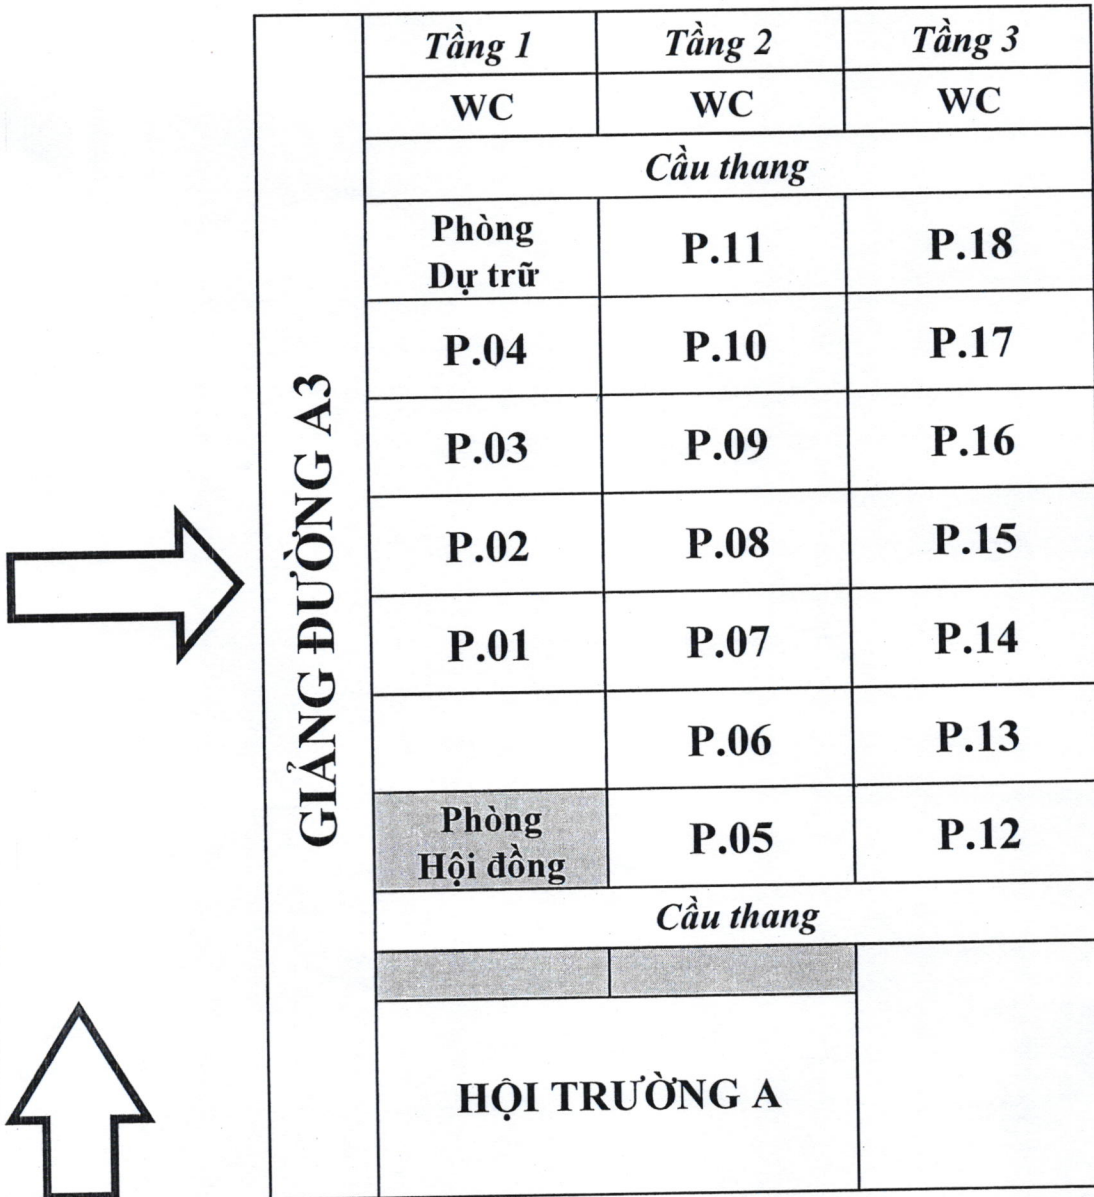 GIẢNG ĐƯỜNG A3
Tầng 1 Tầng 2 Tầng 3
WC WC WC
Cầu thang
Phòng
Dự trữ P.11 P.18
P.04 P.10 P.17
P.03 P.09 P.16
P.02 P.08 P.15
P.01 P.07 P.14
P.06 P.13
Phòng
Hội đồng P.05 P.12
Cầu thang
HỘI TRƯỜNG A